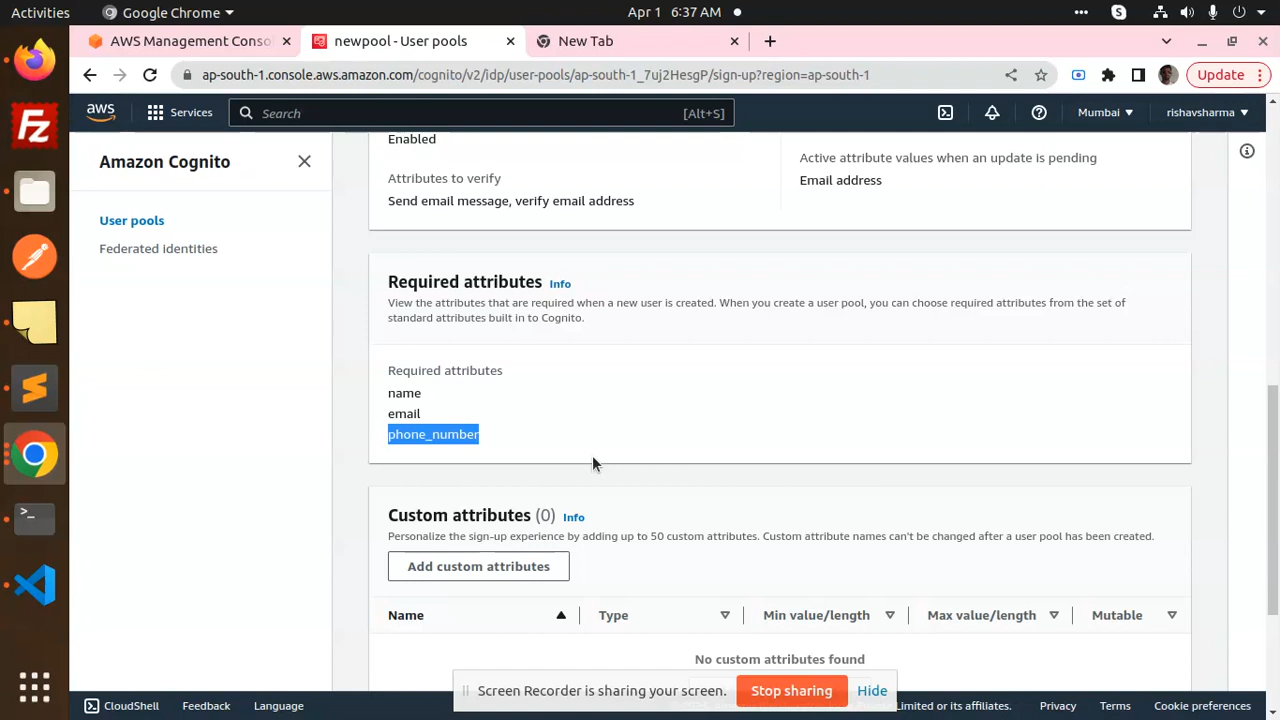 Activities Google Chrome Apr 1 6:37 AM
AWS Management Conso newpool - User pools New Tab
ap-south-1.console.aws.amazon.com/cognito/v2/idp/user-pools/ap-south-1_7uj2HesgP/sign-up?region=ap-south-1 Update
aws Services Search [Alt+S] Mumbai rishavsharma
Amazon Cognito
User pools
Federated identities
Enabled
Attributes to verify
Send email message, verify email address
Active attribute values when an update is pending
Email address
Required attributes Info
View the attributes that are required when a new user is created. When you create a user pool, you can choose required attributes from the set of
standard attributes built in to Cognito.
Required attributes
name
email
phone_number
Custom attributes (0) Info
Personalize the sign-up experience by adding up to 50 custom attributes. Custom attribute names can't be changed after a user pool has been created.
Add custom attributes
Name Type Min value/length Max value/length Mutable
No custom attributes found
Screen Recorder is sharing your screen. Stop sharing Hide
CloudShell Feedback Language Limited or its affiliates. Privacy Terms Cookie preferences